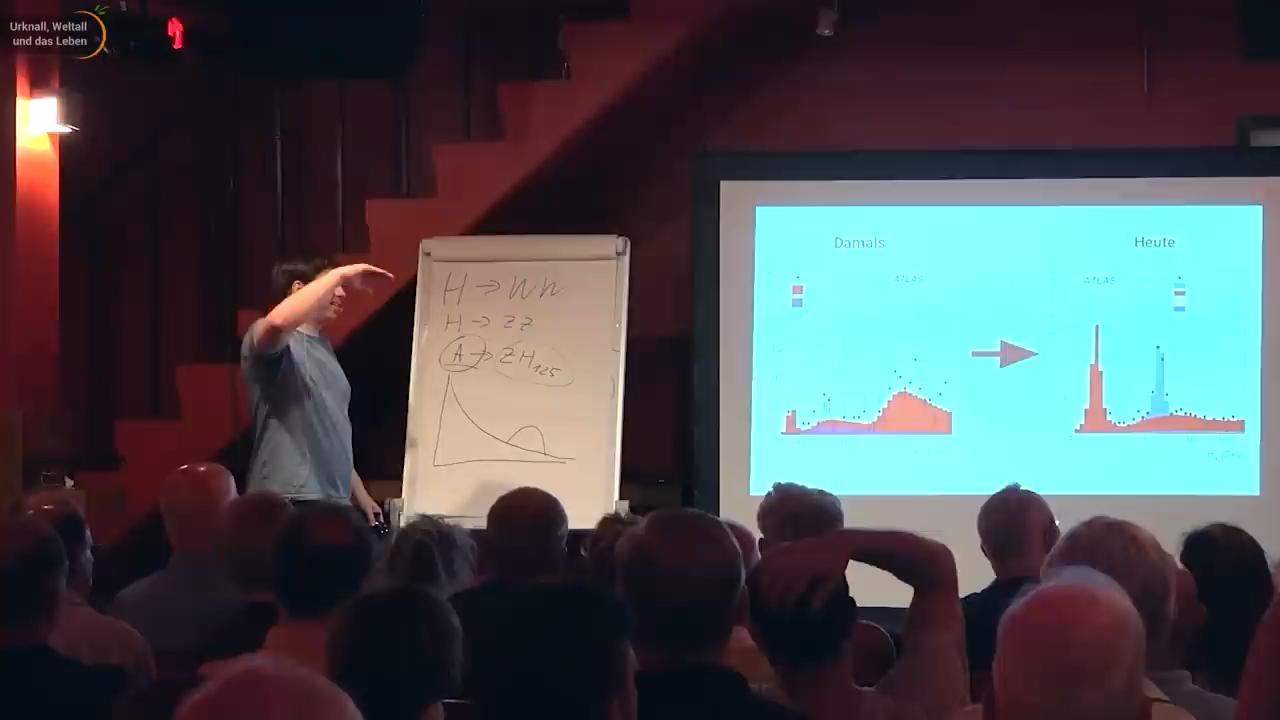 Urknall, Weltall
und das Leben
H → WW
H → ZZ
A → ZH125
Damals
Heute
ATLAS
ATLAS